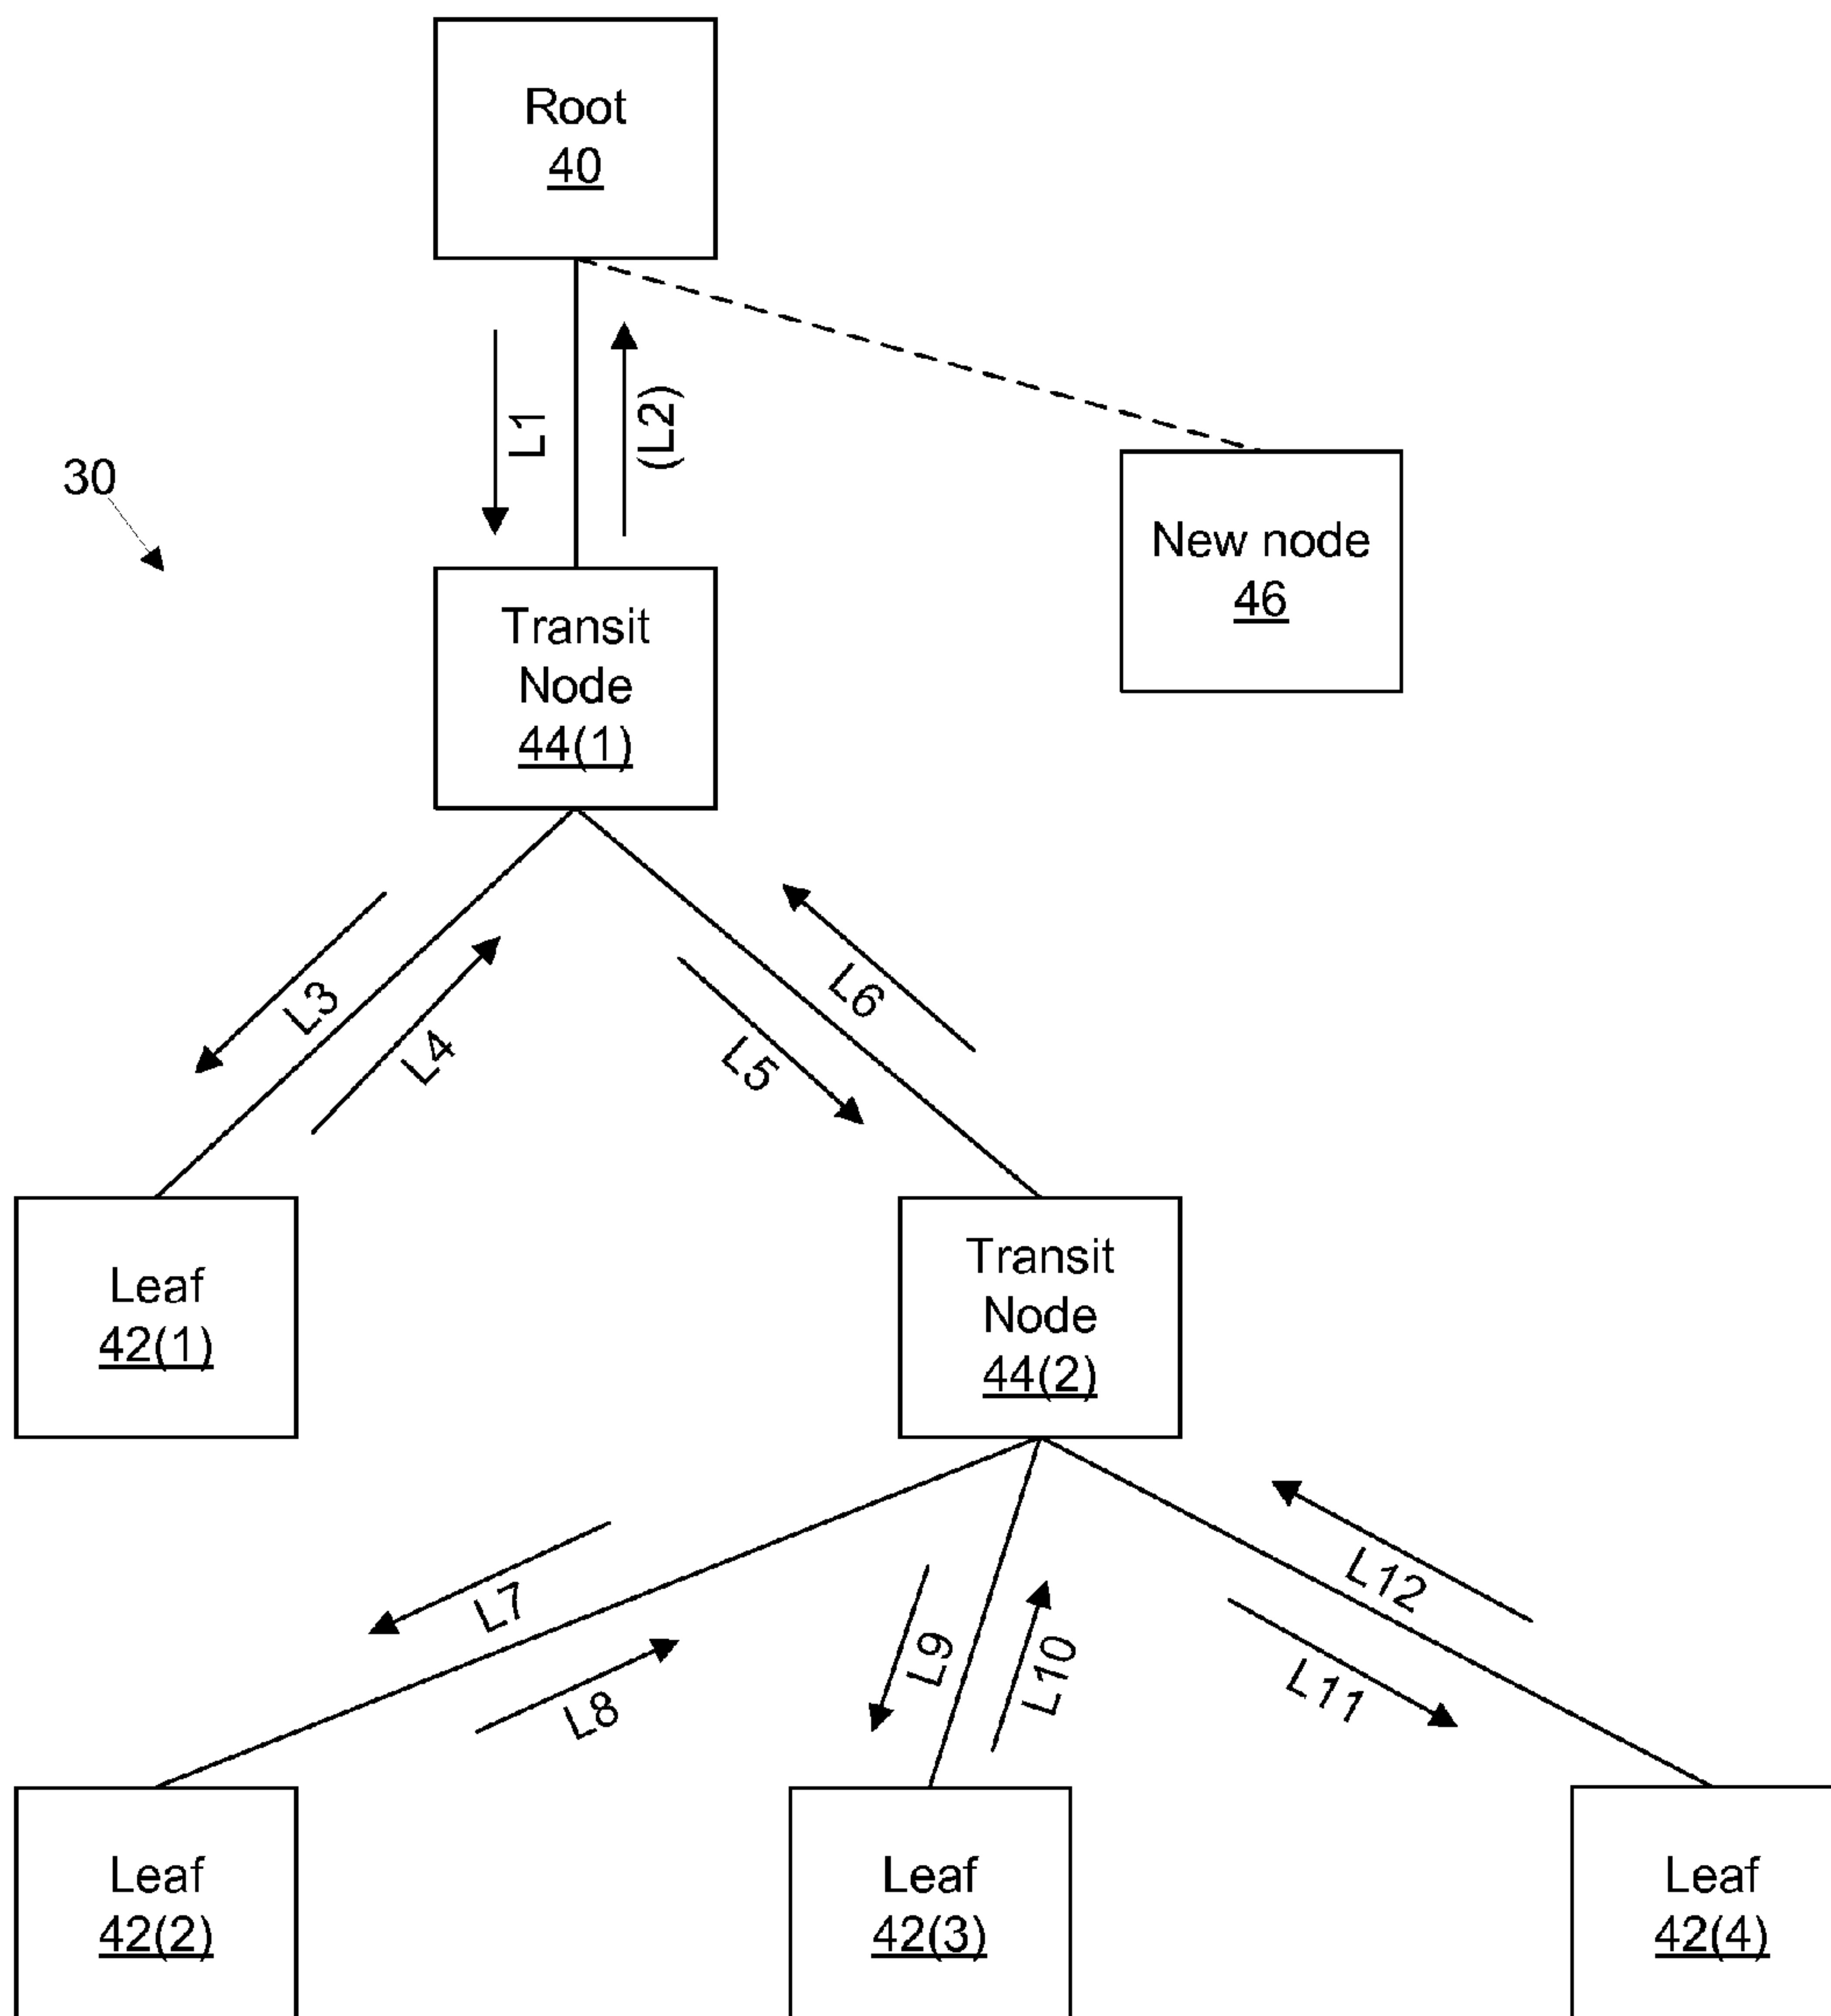 Root
40
L1
(L2)
30
New node
46
Transit
Node
44(1)
L3
L4
L5
L6
Leaf
42(1)
Transit
Node
44(2)
L7
L8
L9
L10
L11
L12
Leaf
42(2)
Leaf
42(3)
Leaf
42(4)